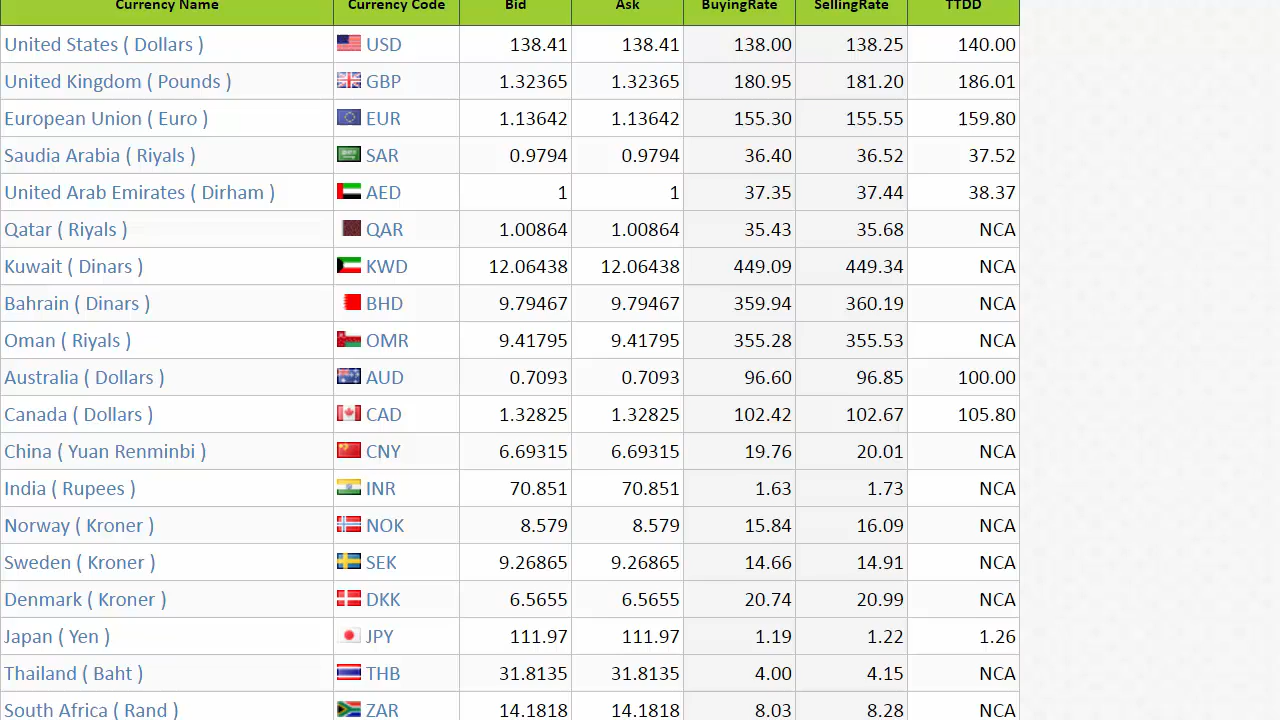 Currency Name Currency Code Bid Ask BuyingRate SellingRate TTDD
United States ( Dollars ) USD 138.41 138.41 138.00 138.25 140.00
United Kingdom ( Pounds ) GBP 1.32365 1.32365 180.95 181.20 186.01
European Union ( Euro ) EUR 1.13642 1.13642 155.30 155.55 159.80
Saudia Arabia ( Riyals ) SAR 0.9794 0.9794 36.40 36.52 37.52
United Arab Emirates ( Dirham ) AED 1 1 37.35 37.44 38.37
Qatar ( Riyals ) QAR 1.00864 1.00864 35.43 35.68 NCA
Kuwait ( Dinars ) KWD 12.06438 12.06438 449.09 449.34 NCA
Bahrain ( Dinars ) BHD 9.79467 9.79467 359.94 360.19 NCA
Oman ( Riyals ) OMR 9.41795 9.41795 355.28 355.53 NCA
Australia ( Dollars ) AUD 0.7093 0.7093 96.60 96.85 100.00
Canada ( Dollars ) CAD 1.32825 1.32825 102.42 102.67 105.80
China ( Yuan Renminbi ) CNY 6.69315 6.69315 19.76 20.01 NCA
India ( Rupees ) INR 70.851 70.851 1.63 1.73 NCA
Norway ( Kroner ) NOK 8.579 8.579 15.84 16.09 NCA
Sweden ( Kroner ) SEK 9.26865 9.26865 14.66 14.91 NCA
Denmark ( Kroner ) DKK 6.5655 6.5655 20.74 20.99 NCA
Japan ( Yen ) JPY 111.97 111.97 1.19 1.22 1.26
Thailand ( Baht ) THB 31.8135 31.8135 4.00 4.15 NCA
South Africa ( Rand ) ZAR 14.1818 14.1818 8.03 8.28 NCA